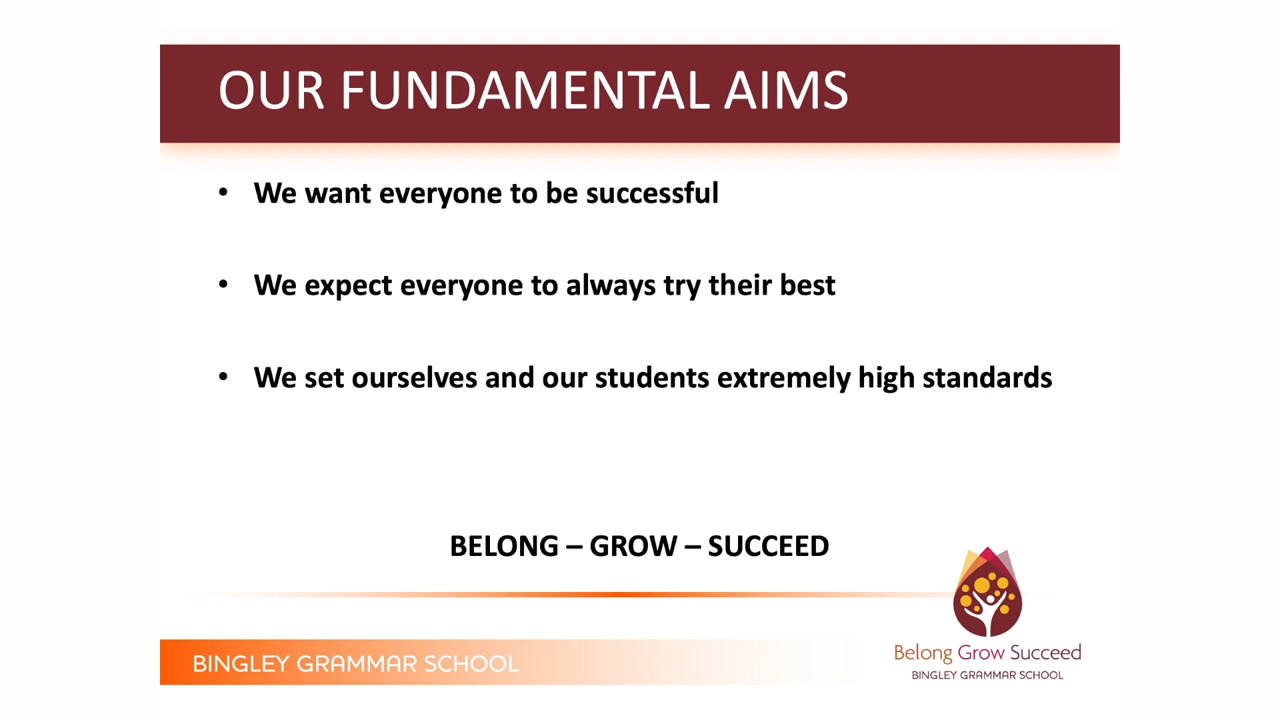 OUR FUNDAMENTAL AIMS
• We want everyone to be successful
• We expect everyone to always try their best
• We set ourselves and our students extremely high standards
BELONG – GROW – SUCCEED
BINGLEY GRAMMAR SCHOOL
Belong Grow Succeed
BINGLEY GRAMMAR SCHOOL